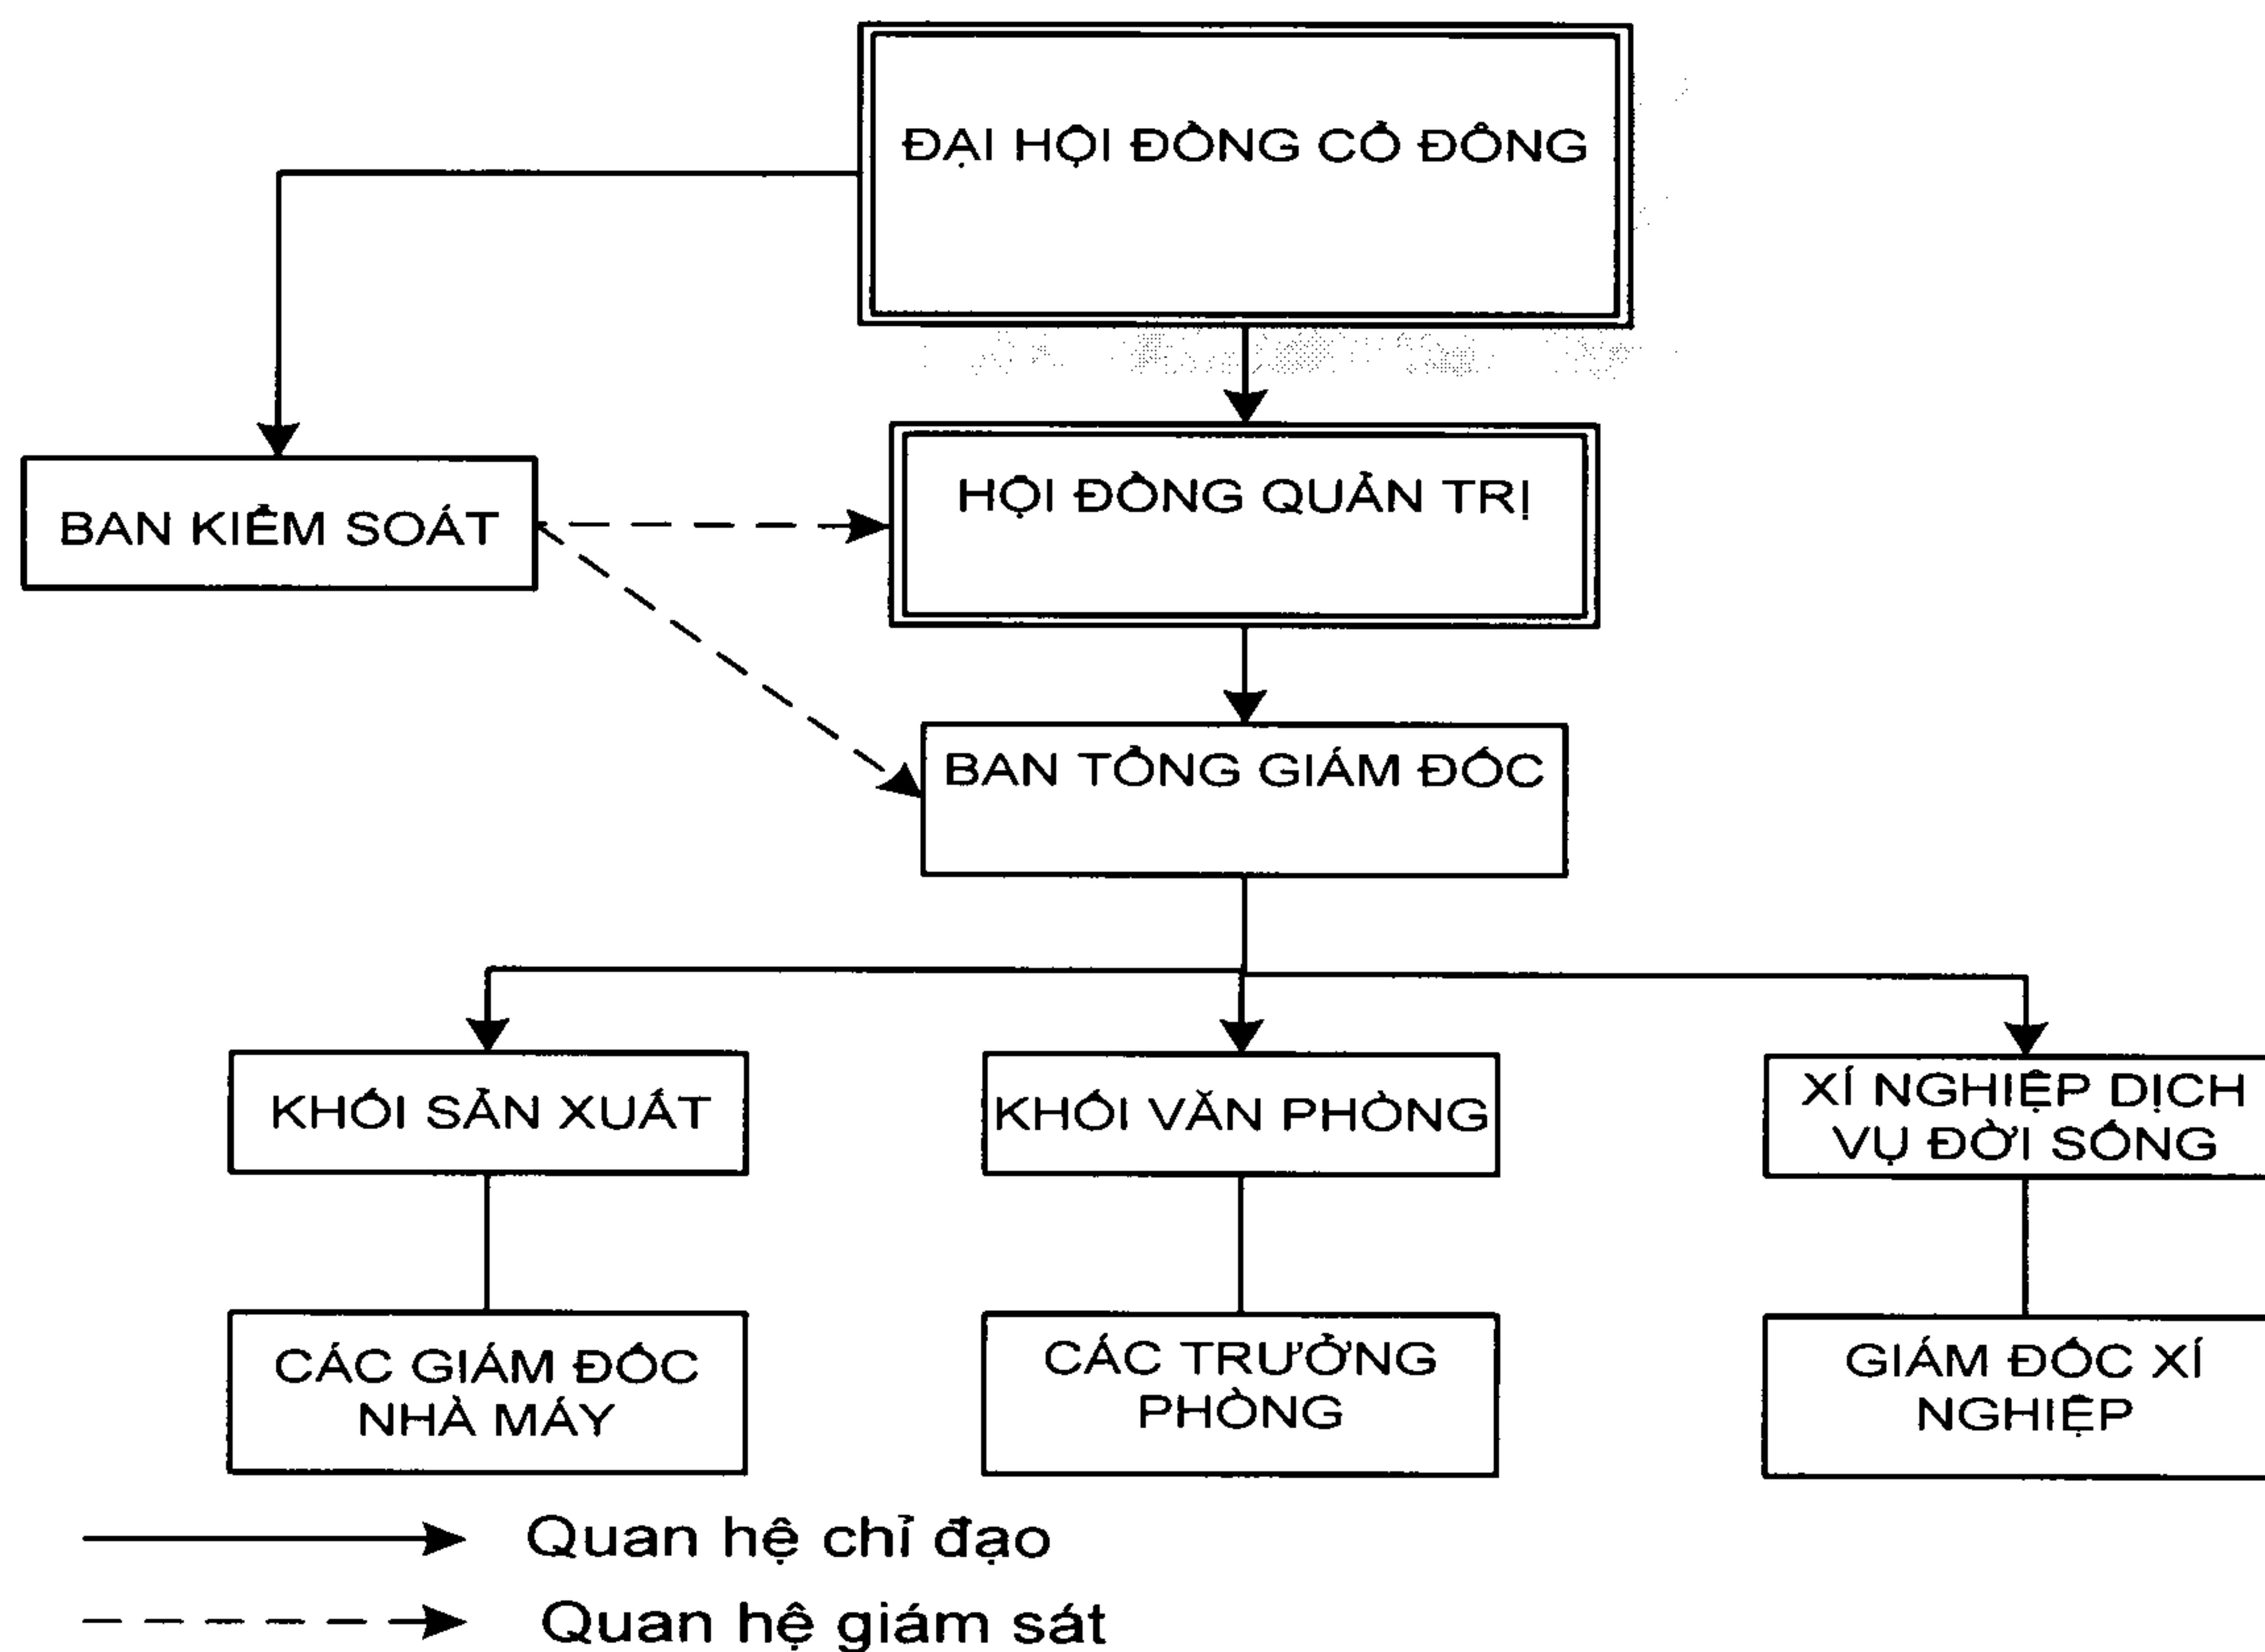 ĐẠI HỘI ĐỒNG CỔ ĐÔNG
BAN KIỂM SOÁT
HỘI ĐỒNG QUẢN TRỊ
BAN TỔNG GIÁM ĐỐC
KHỐI SẢN XUẤT
KHỐI VĂN PHÒNG
XÍ NGHIỆP DỊCH
VỤ ĐỜI SỐNG
CÁC GIÁM ĐỐC
NHÀ MÁY
CÁC TRƯỞNG
PHÒNG
GIÁM ĐỐC XÍ
NGHIỆP
Quan hệ chỉ đạo
Quan hệ giám sát